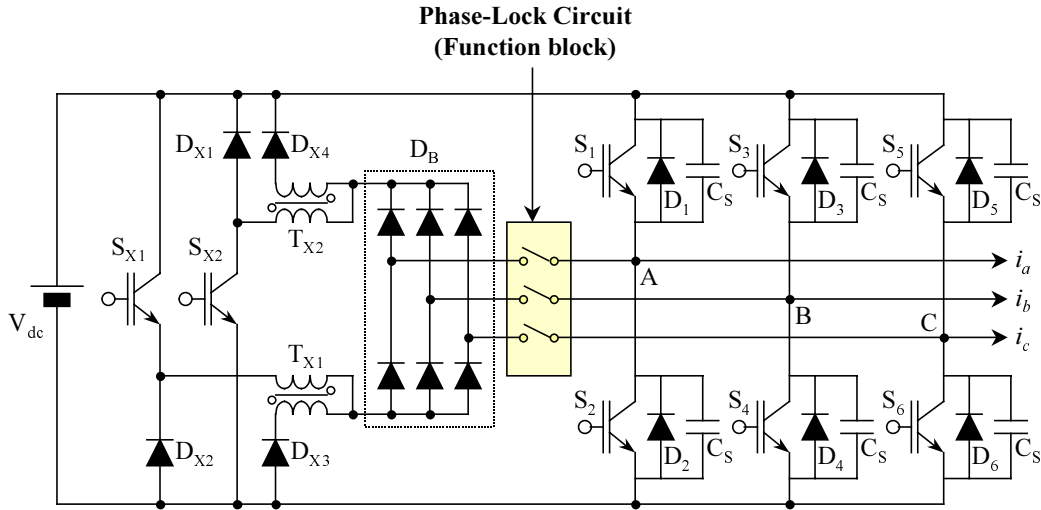 Phase-Lock Circuit
(Function block)
D_X1
D_X4
D_B
S_1
D_1
C_S
S_3
D_3
C_S
S_5
D_5
C_S
T_X2
S_X1
S_X2
A
i_a
V_dc
B
i_b
C
i_c
T_X1
S_2
D_2
C_S
S_4
D_4
C_S
S_6
D_6
C_S
D_X2
D_X3